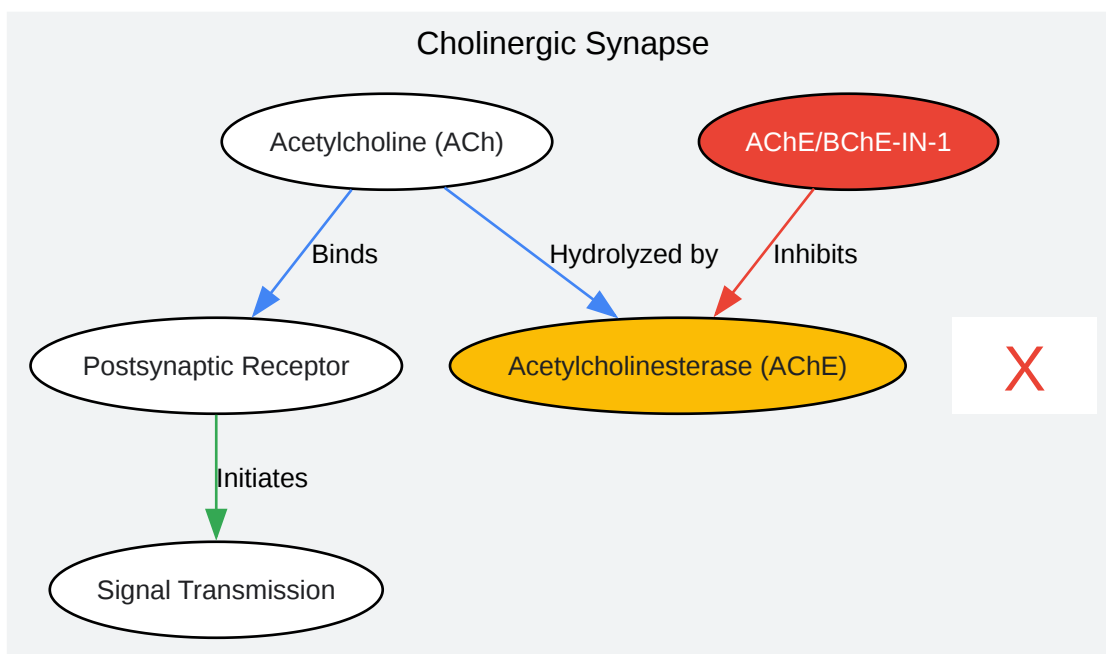 Cholinergic Synapse
Acetylcholine (ACh)
AChE/BChE-IN-1
Binds
Hydrolyzed by
Inhibits
Postsynaptic Receptor
Acetylcholinesterase (AChE)
X
Initiates
Signal Transmission